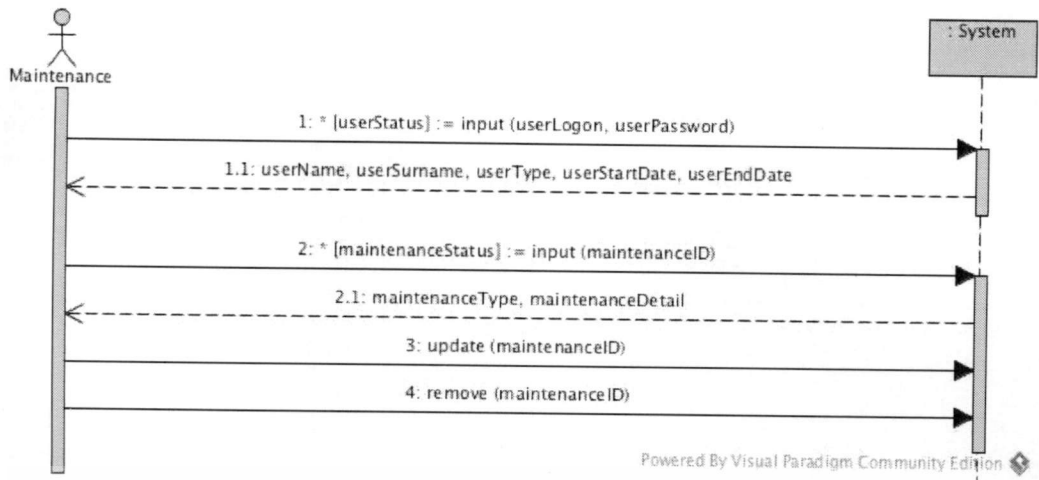 : System
Maintenance
1: * [userStatus] := input (userLogon, userPassword)
1.1: userName, userSurname, userType, userStartDate, userEndDate
2: * [maintenanceStatus] := input (maintenanceID)
2.1: maintenanceType, maintenanceDetail
3: update (maintenanceID)
4: remove (maintenanceID)
Powered By Visual Paradigm Community Edition